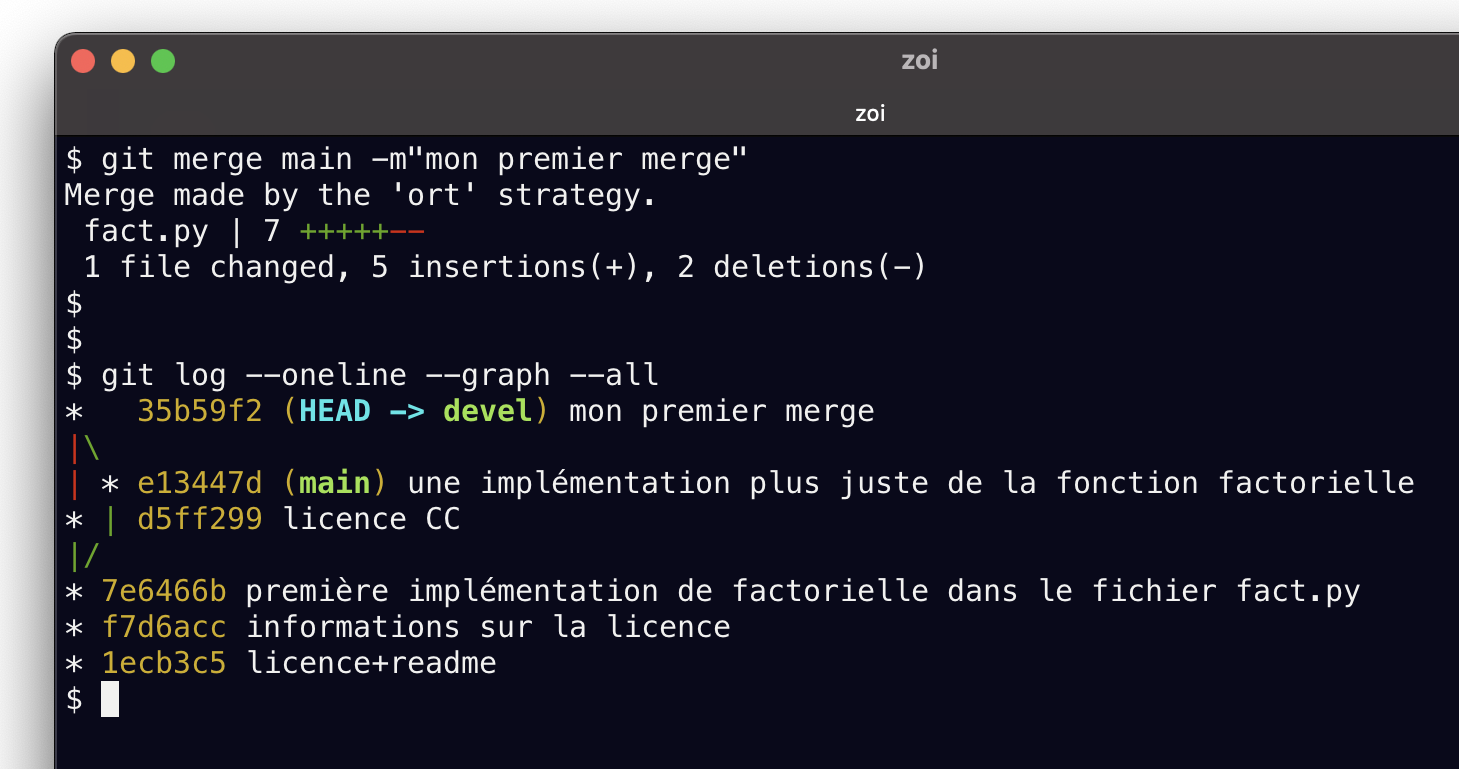 zoi
zoi
$ git merge main -m"mon premier merge"
Merge made by the 'ort' strategy.
 fact.py | 7 +++++--
 1 file changed, 5 insertions(+), 2 deletions(-)
$
$
$ git log --oneline --graph --all
*   35b59f2 (HEAD -> devel) mon premier merge
|\
| * e13447d (main) une implémentation plus juste de la fonction factorielle
* | d5ff299 licence CC
|/
* 7e6466b première implémentation de factorielle dans le fichier fact.py
* f7d6acc informations sur la licence
* 1ecb3c5 licence+readme
$